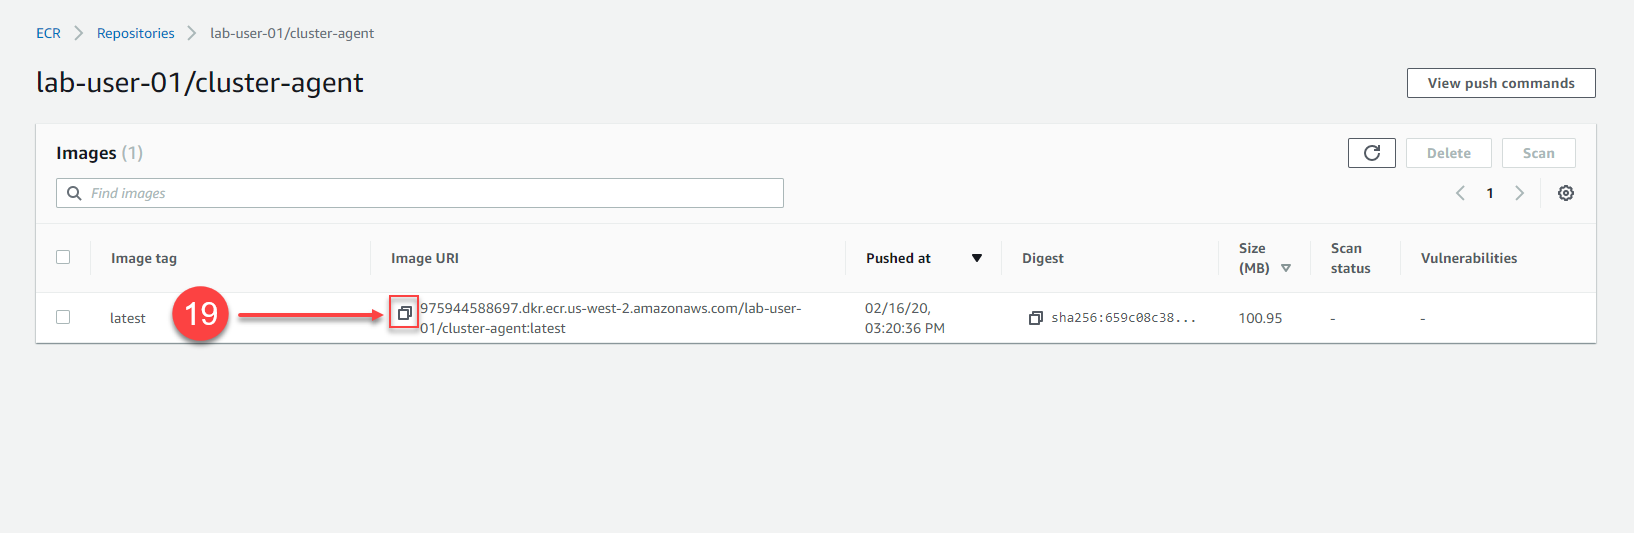 ECR > Repositories > lab-user-01/cluster-agent
lab-user-01/cluster-agent
View push commands
Images (1)
Delete
Scan
Find images
1
Image tag
Image URI
Pushed at
Digest
Size
(MB)
Scan
status
Vulnerabilities
latest
19
975944588697.dkr.ecr.us-west-2.amazonaws.com/lab-user-
01/cluster-agent:latest
02/16/20,
03:20:36 PM
sha256:659c08c38...
100.95
-
-